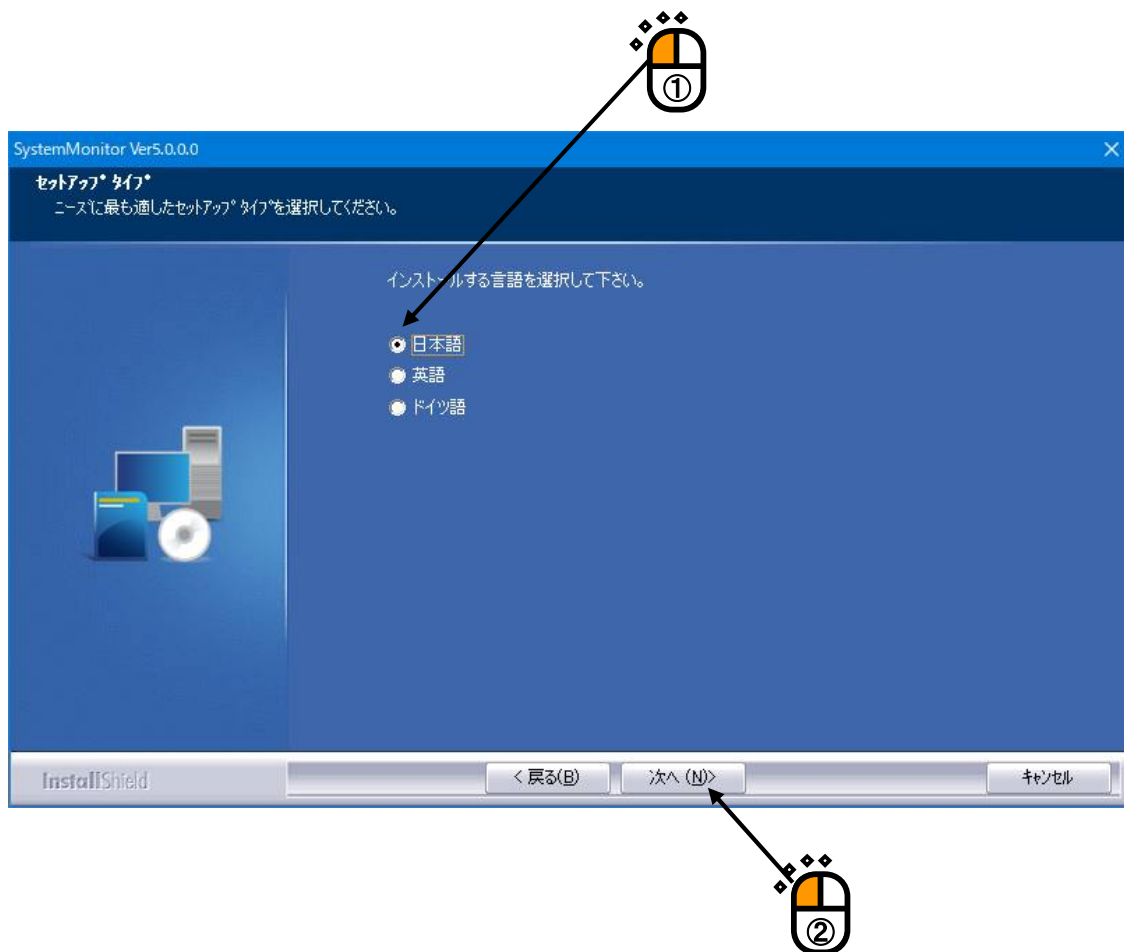 ①
SystemMonitor Ver5.0.0.0
セットアップ タイプ
ニーズに最も適したセットアップ タイプを選択してください。
インストールする言語を選択して下さい。
日本語
英語
ドイツ語
InstallShield
< 戻る(B)
次へ (N)>
キャンセル
②